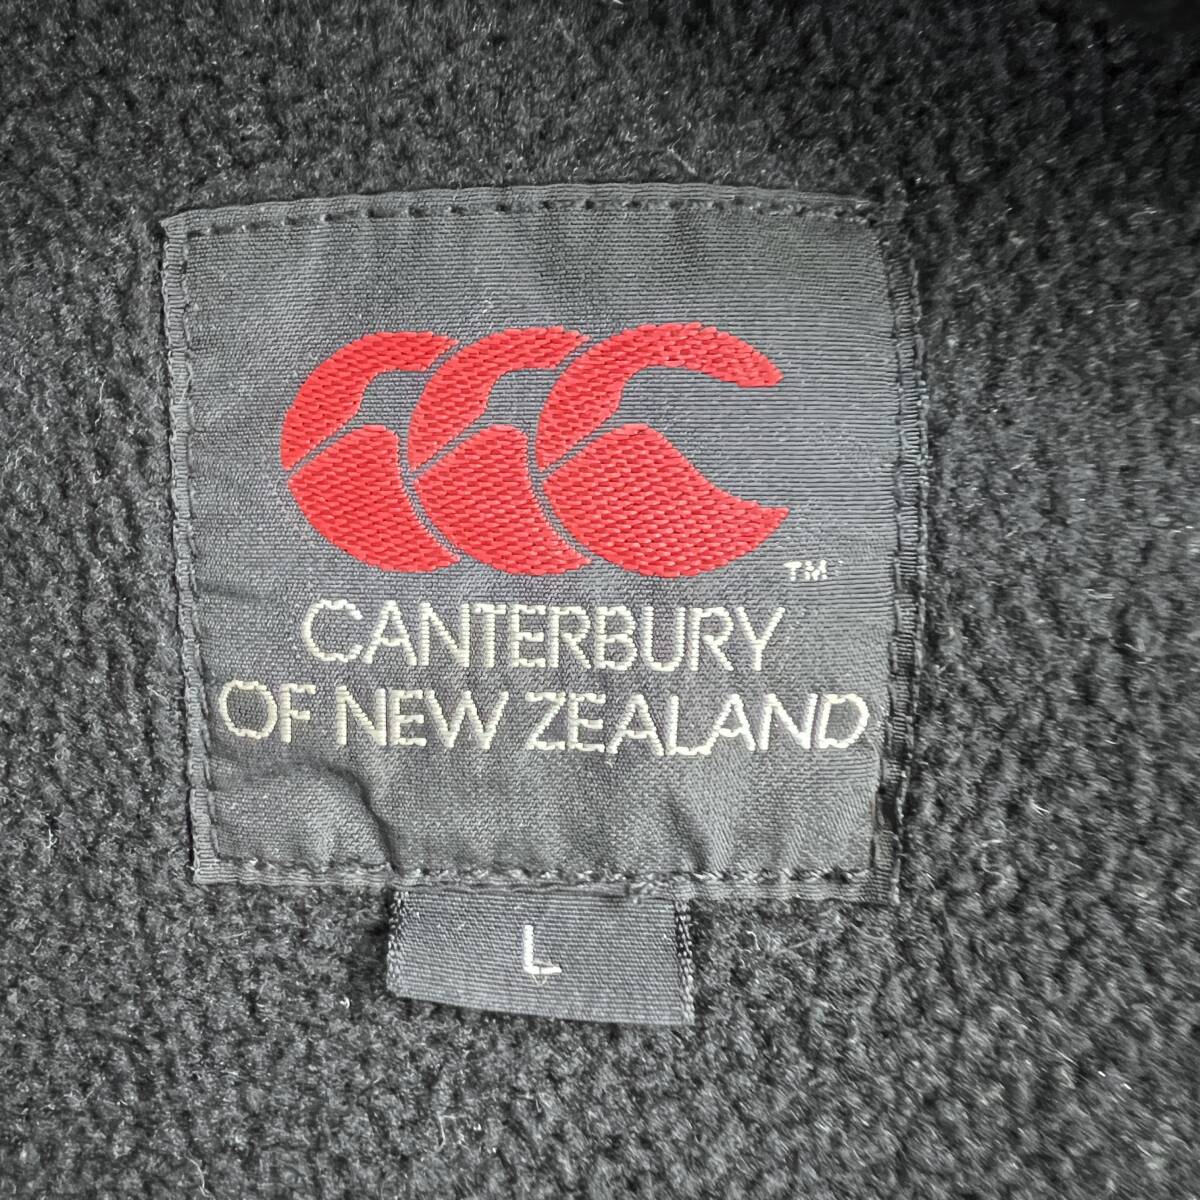 TM
CANTERBURY
OF NEW ZEALAND
L